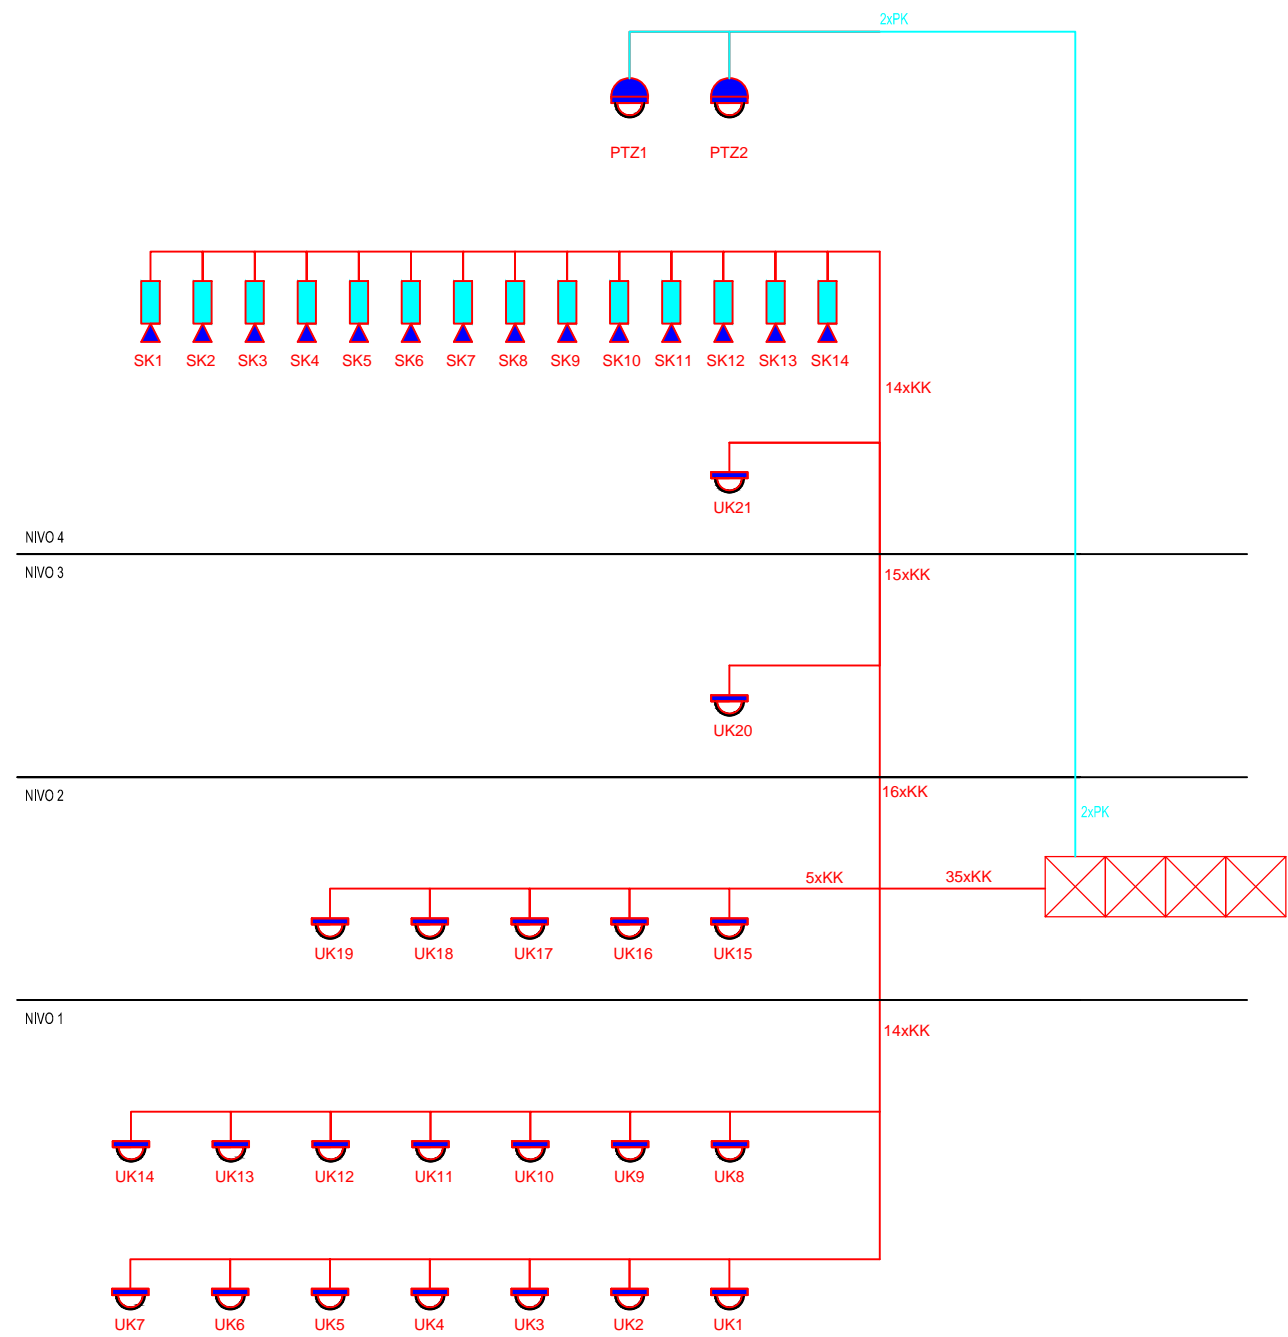 2xPK
PTZ1 PTZ2
SK1 SK2 SK3 SK4 SK5 SK6 SK7 SK8 SK9 SK10 SK11 SK12 SK13 SK14
14xKK
UK21
NIVO 4
NIVO 3
15xKK
UK20
NIVO 2
16xKK
2xPK
5xKK 35xKK
UK19 UK18 UK17 UK16 UK15
NIVO 1
14xKK
UK14 UK13 UK12 UK11 UK10 UK9 UK8
UK7 UK6 UK5 UK4 UK3 UK2 UK1